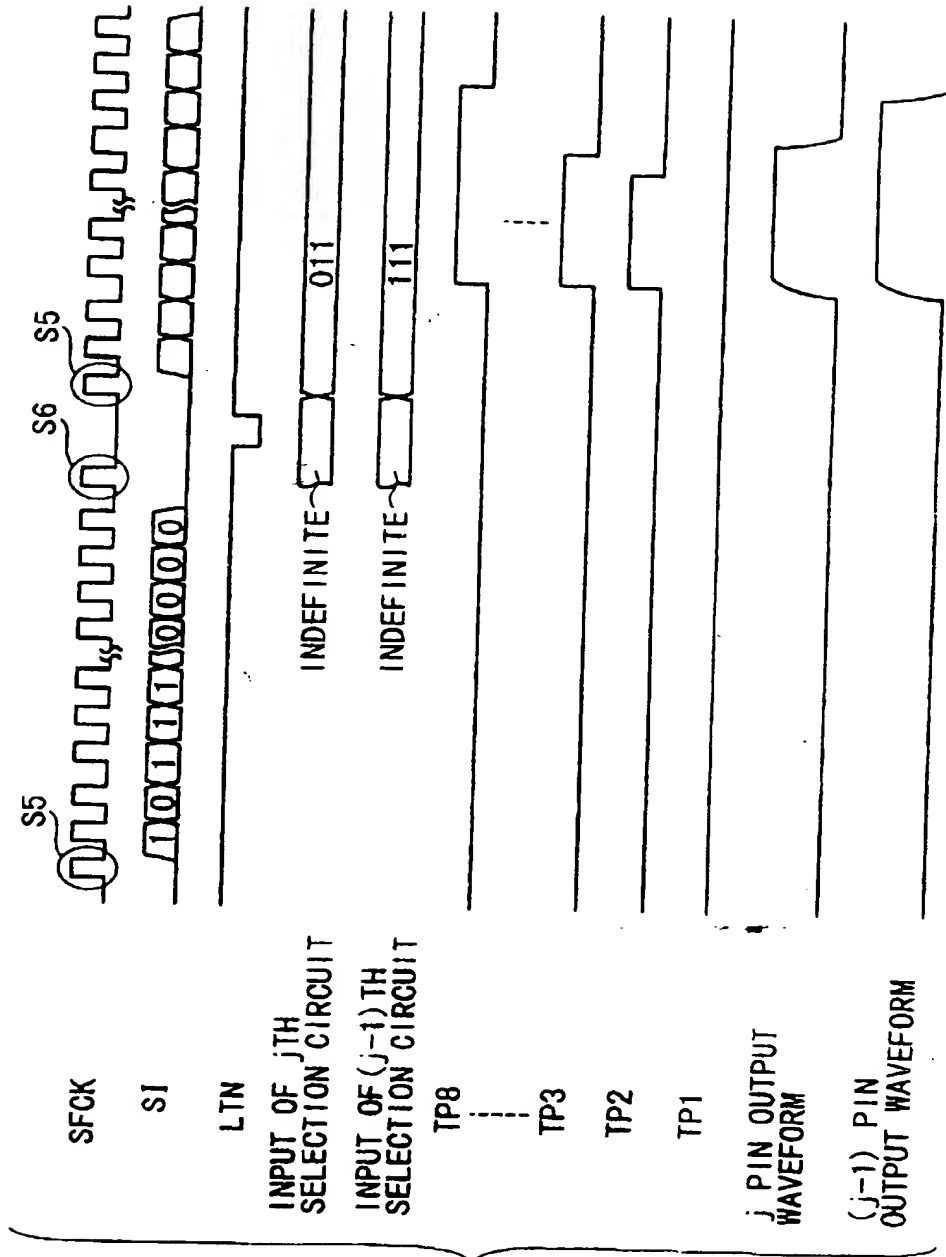 S5
S6
S5
SFCK
SI
1 0 1 1 1 0 0 0 0
LTN
INPUT OF jTH
SELECTION CIRCUIT
INDEFINITE
011
INPUT OF (j-1)TH
SELECTION CIRCUIT
INDEFINITE
111
TP8
TP3
TP2
TP1
j PIN OUTPUT
WAVEFORM
(j-1) PIN
OUTPUT WAVEFORM